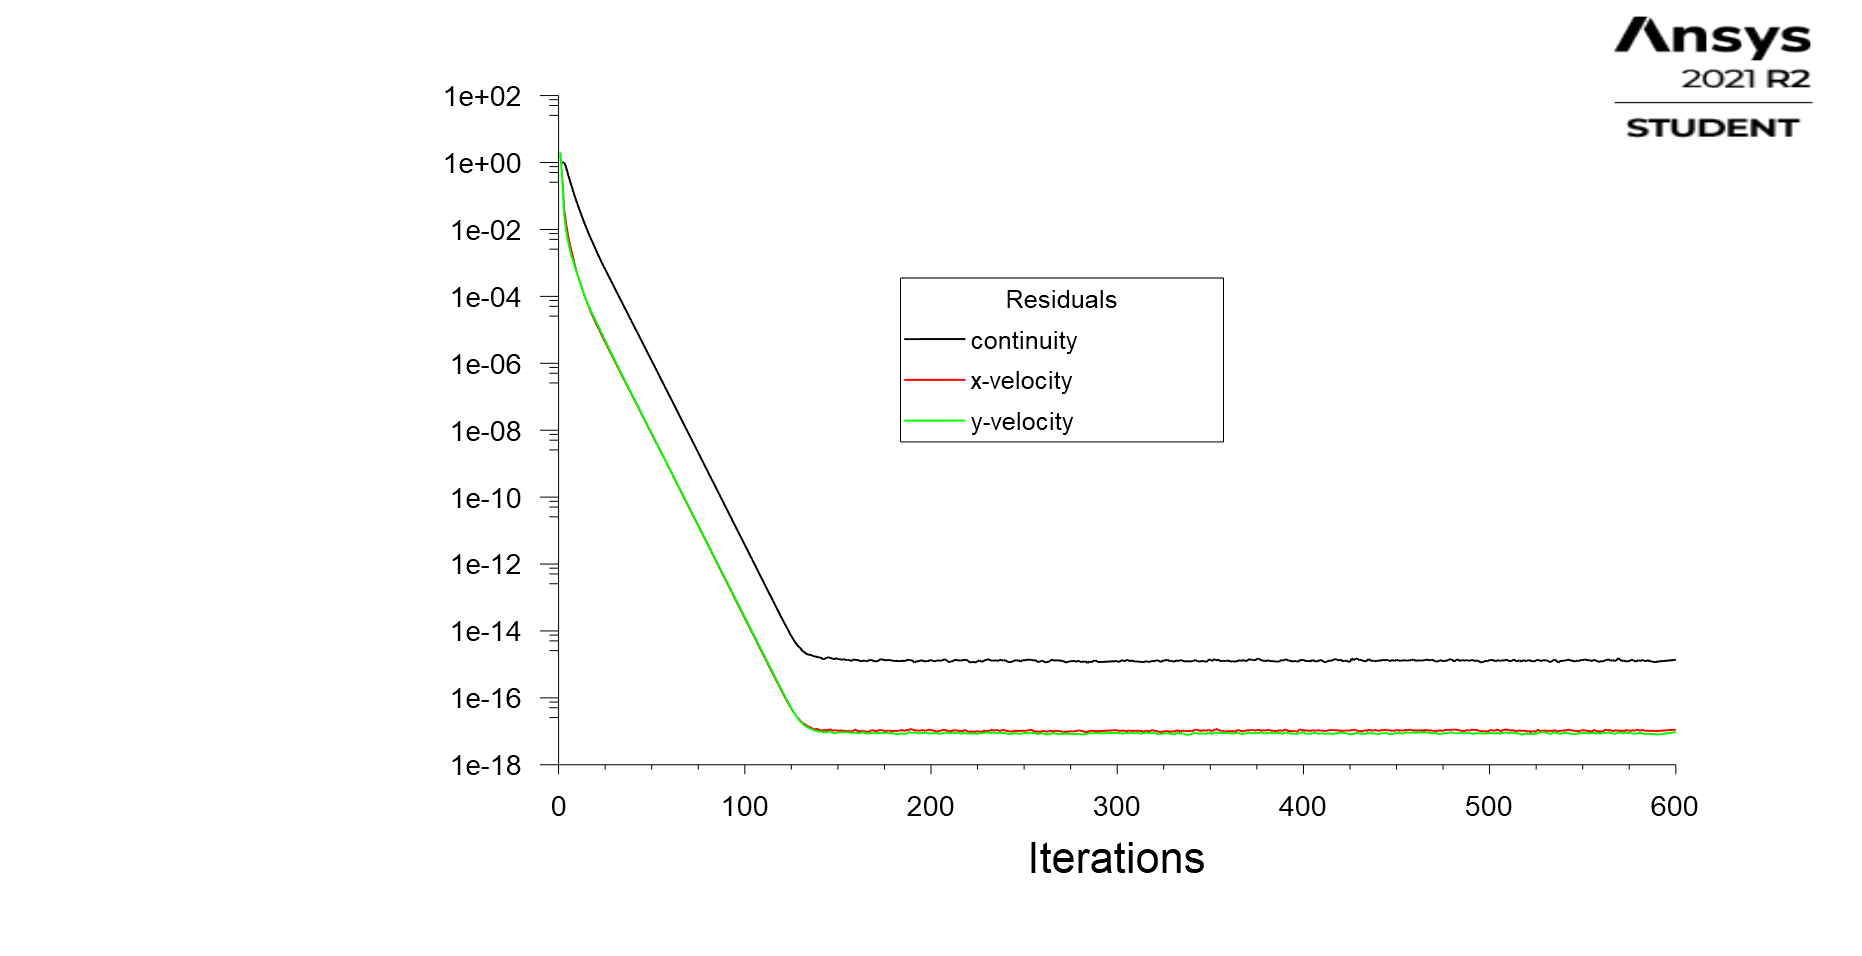 Ansys
2021 R2
STUDENT
1e+02
1e+00
1e-02
1e-04
1e-06
1e-08
1e-10
1e-12
1e-14
1e-16
1e-18
Residuals
continuity
x-velocity
y-velocity
0 100 200 300 400 500 600
Iterations